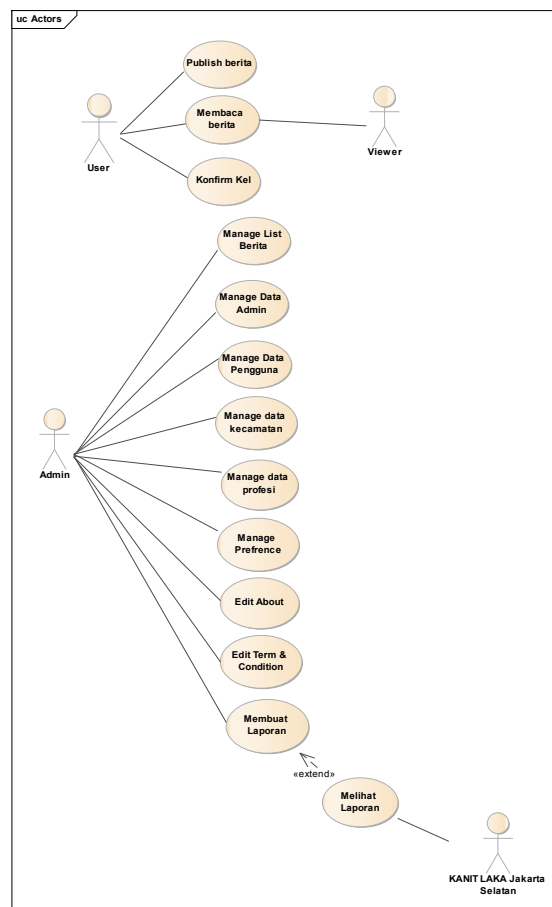 uc Actors
Publish berita
Membaca
berita
User
Viewer
Konfirm Kel
Manage List
Berita
Manage Data
Admin
Manage Data
Pengguna
Manage data
kecamatan
Admin
Manage data
profesi
Manage
Prefrence
Edit About
Edit Term &
Condition
Membuat
Laporan
«extend»
Melihat
Laporan
KANIT LAKA Jakarta
Selatan